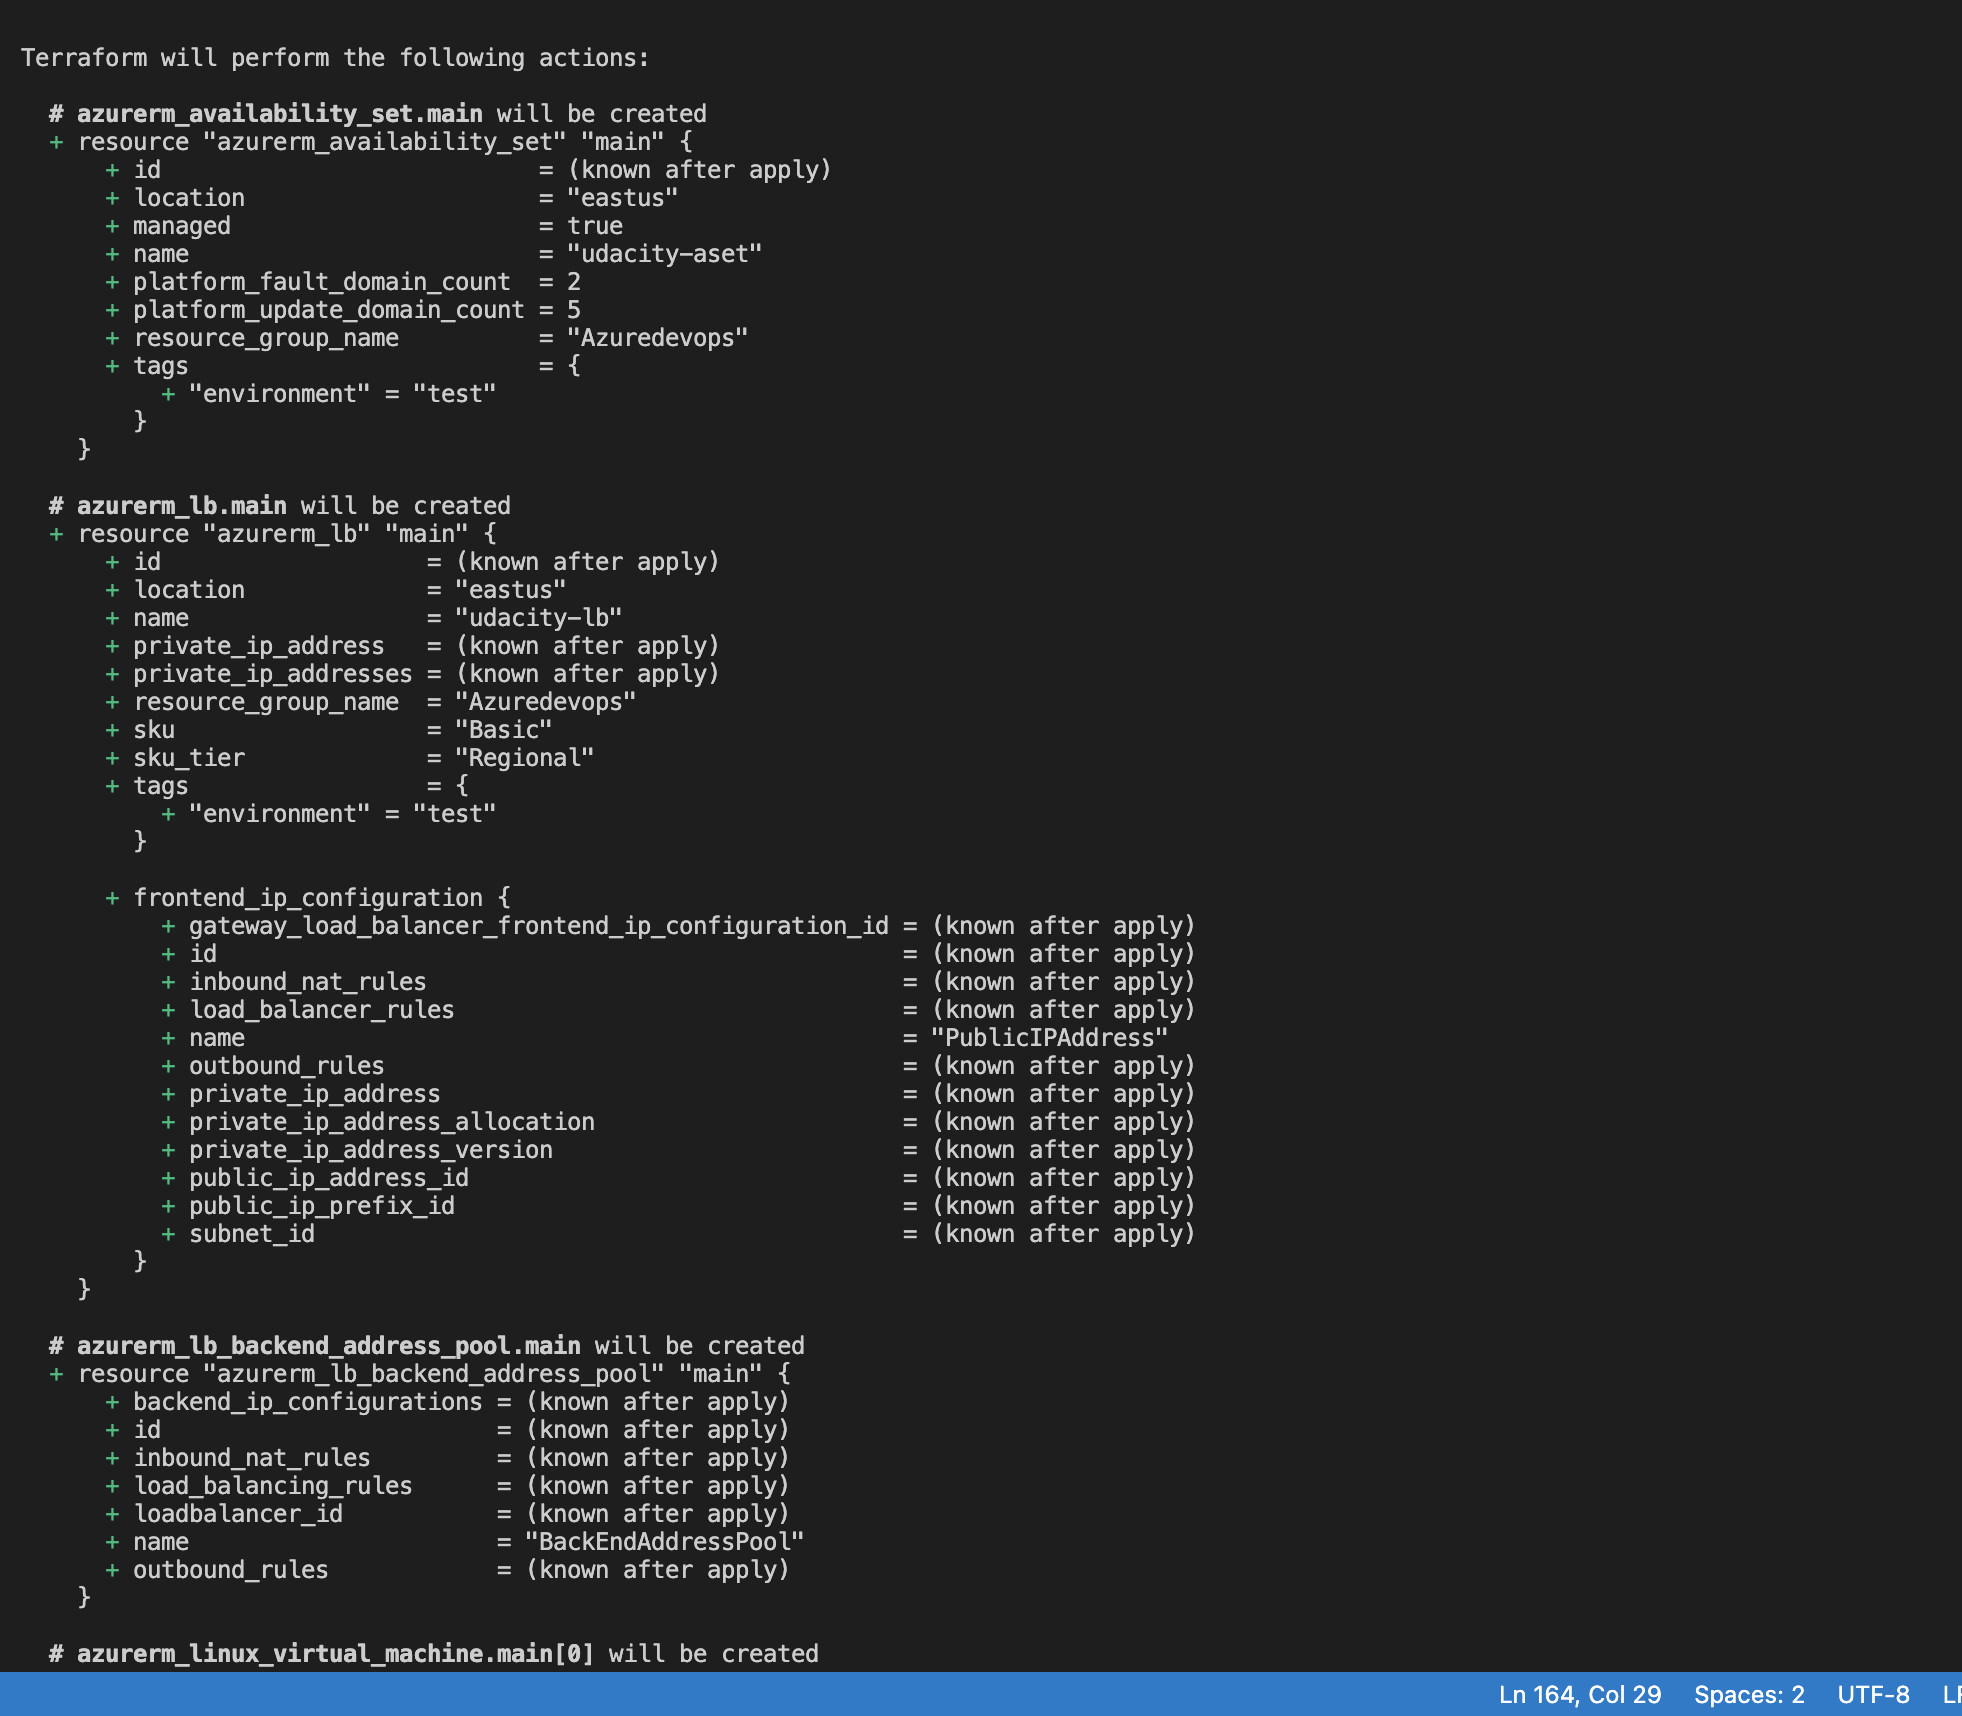 Terraform will perform the following actions:
# azurerm_availability_set.main will be created
+ resource "azurerm_availability_set" "main" {
+ id = (known after apply)
+ location = "eastus"
+ managed = true
+ name = "udacity-aset"
+ platform_fault_domain_count = 2
+ platform_update_domain_count = 5
+ resource_group_name = "Azuredevops"
+ tags = {
+ "environment" = "test"
}
}
# azurerm_lb.main will be created
+ resource "azurerm_lb" "main" {
+ id = (known after apply)
+ location = "eastus"
+ name = "udacity-lb"
+ private_ip_address = (known after apply)
+ private_ip_addresses = (known after apply)
+ resource_group_name = "Azuredevops"
+ sku = "Basic"
+ sku_tier = "Regional"
+ tags = {
+ "environment" = "test"
}
+ frontend_ip_configuration {
+ gateway_load_balancer_frontend_ip_configuration_id = (known after apply)
+ id = (known after apply)
+ inbound_nat_rules = (known after apply)
+ load_balancer_rules = (known after apply)
+ name = "PublicIPAddress"
+ outbound_rules = (known after apply)
+ private_ip_address = (known after apply)
+ private_ip_address_allocation = (known after apply)
+ private_ip_address_version = (known after apply)
+ public_ip_address_id = (known after apply)
+ public_ip_prefix_id = (known after apply)
+ subnet_id = (known after apply)
}
}
# azurerm_lb_backend_address_pool.main will be created
+ resource "azurerm_lb_backend_address_pool" "main" {
+ backend_ip_configurations = (known after apply)
+ id = (known after apply)
+ inbound_nat_rules = (known after apply)
+ load_balancing_rules = (known after apply)
+ loadbalancer_id = (known after apply)
+ name = "BackEndAddressPool"
+ outbound_rules = (known after apply)
}
# azurerm_linux_virtual_machine.main[0] will be created
Ln 164, Col 29 Spaces: 2 UTF-8